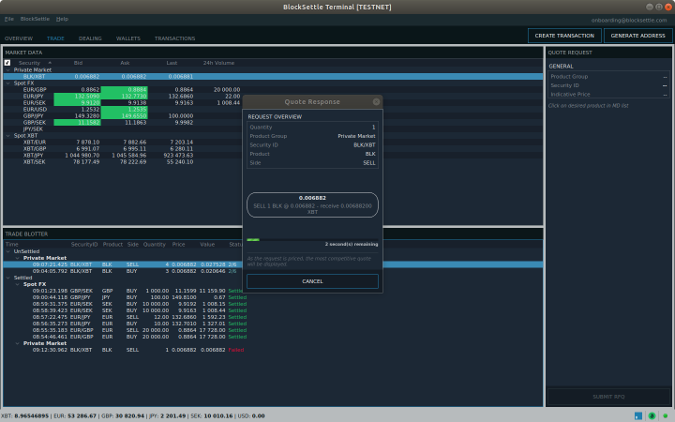 BlockSettle Terminal [TESTNET]
File BlockSettle Help
onboarding@blocksettle.com
OVERVIEW TRADE DEALING WALLETS TRANSACTIONS
CREATE TRANSACTION GENERATE ADDRESS
MARKET DATA
Security Bid Ask Last 24h Volume
Private Market
BLK/XBT 0.006882 0.006882 0.006881
Spot FX
EUR/GBP 0.8862 0.8884 20 000.00
EUR/JPY 132.6860 22.00
EUR/SEK 9.9120 9.9130 9.9163 1 008.44
EUR/USD 1.2532 1.2535
GBP/JPY 149.3280 100.0000
GBP/SEK 11.1582 11.1863 9.9982
JPY/SEK
Spot XBT
XBT/EUR 7 878.10 7 882.66 7 203.14
XBT/GBP 6 991.07 6 995.11 6 280.11
XBT/JPY 1 044 980.70 1 045 584.96 923 473.63
XBT/SEK 78 177.49 78 222.69 55 240.10
QUOTE REQUEST
GENERAL
Product Group --
Security ID --
Indicative Price --
Click on desired product in MD list
SUBMIT RFQ
Quote Response
REQUEST OVERVIEW
Quantity 1
Product Group Private Market
Security ID BLK/XBT
Product BLK
Side SELL
0.006882
SELL 1 BLK @ 0.006882 - receive 0.00688200
XBT
2 second(s) remaining
As the request is priced, the most competitive quote
will be displayed.
CANCEL
TRADE BLOTTER
Time SecurityID Product Side Quantity Price Value Statu
UnSettled
Private Market
09:07:21.425 BLK/XBT BLK SELL 4 0.006882 0.027528 2/6
09:04:05.792 BLK/XBT BLK BUY 3 0.006882 0.020646 2/6
Settled
Spot FX
09:01:23.198 GBP/SEK GBP BUY 1 000.00 11.1599 11 159.90 Settled
09:00:44.118 GBP/JPY JPY BUY 100.00 149.8100 0.67 Settled
08:59:31.375 EUR/SEK SEK BUY 10 000.00 9.9192 1 008.15 Settled
08:58:39.423 EUR/SEK SEK BUY 10 000.00 9.9163 1 008.44 Settled
08:57:22.475 EUR/JPY EUR SELL 12.00 132.6860 1 592.23 Settled
08:56:35.273 EUR/JPY EUR BUY 10.00 132.7010 1 327.01 Settled
08:55:35.183 EUR/GBP EUR SELL 20 000.00 0.8864 17 728.00 Settled
08:54:46.461 EUR/GBP EUR BUY 20 000.00 0.8864 17 728.00 Settled
Private Market
09:12:30.962 BLK/XBT BLK SELL 1 0.006882 0.006882 Failed
XBT: 8.96546895 | EUR: 53 286.67 | GBP: 30 820.94 | JPY: 2 201.49 | SEK: 10 010.16 | USD: 0.00